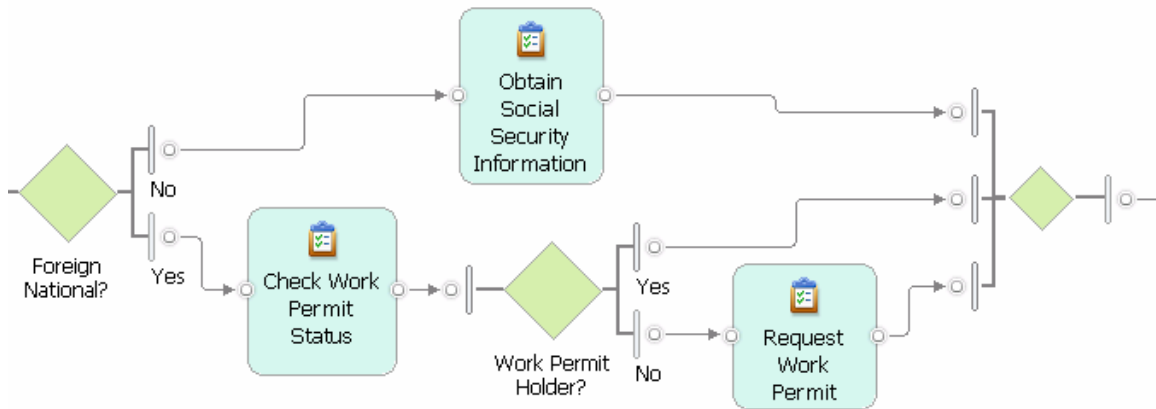 Obtain
Social
Security
Information
No
Foreign
National?
Yes
Check Work
Permit
Status
Work Permit
Holder?
Yes
No
Request
Work
Permit